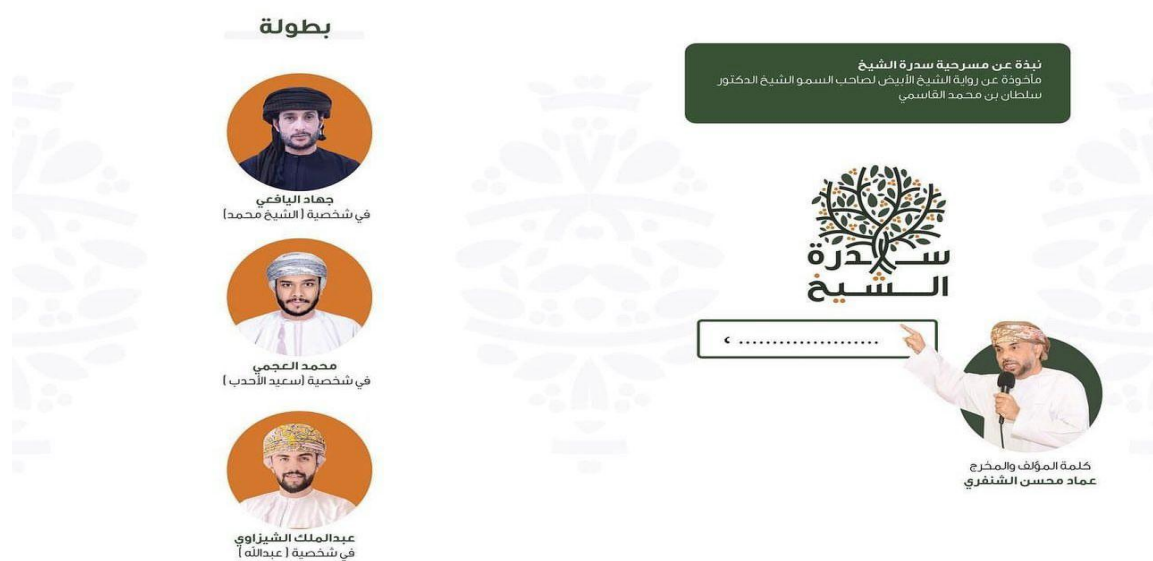 نبذة عن مسرحية سدرة الشيخ
مأخوذة عن رواية الشيخ الأبيض لصاحب السمو الشيخ الدكتور
سلطان بن محمد القاسمي
سدرة
الشيخ
كلمة المؤلف والمخرج
عماد محسن الشنفري
بطولة
جهاد اليافعي
في شخصية ( الشيخ محمد)
محمد العجمي
في شخصية (سعيد الأحدب )
عبدالملك الشيزاوي
في شخصية ( عبدالله )